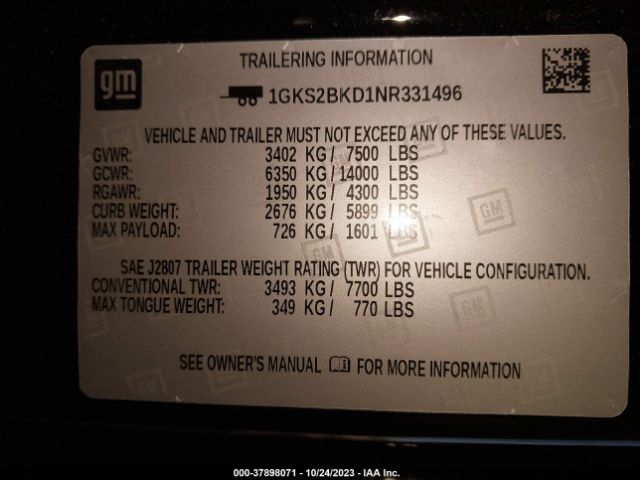 gm
TRAILERING INFORMATION
1GKS2BKD1NR331496
VEHICLE AND TRAILER MUST NOT EXCEED ANY OF THESE VALUES.
GVWR: 3402 KG / 7500 LBS
GCWR: 6350 KG / 14000 LBS
RGAWR: 1950 KG / 4300 LBS
CURB WEIGHT: 2676 KG / 5899 LBS
MAX PAYLOAD: 726 KG / 1601 LBS
SAE J2807 TRAILER WEIGHT RATING (TWR) FOR VEHICLE CONFIGURATION.
CONVENTIONAL TWR: 3493 KG / 7700 LBS
MAX TONGUE WEIGHT: 349 KG / 770 LBS
SEE OWNER'S MANUAL FOR MORE INFORMATION
000-37898071 - 10/24/2023 - IAA Inc.